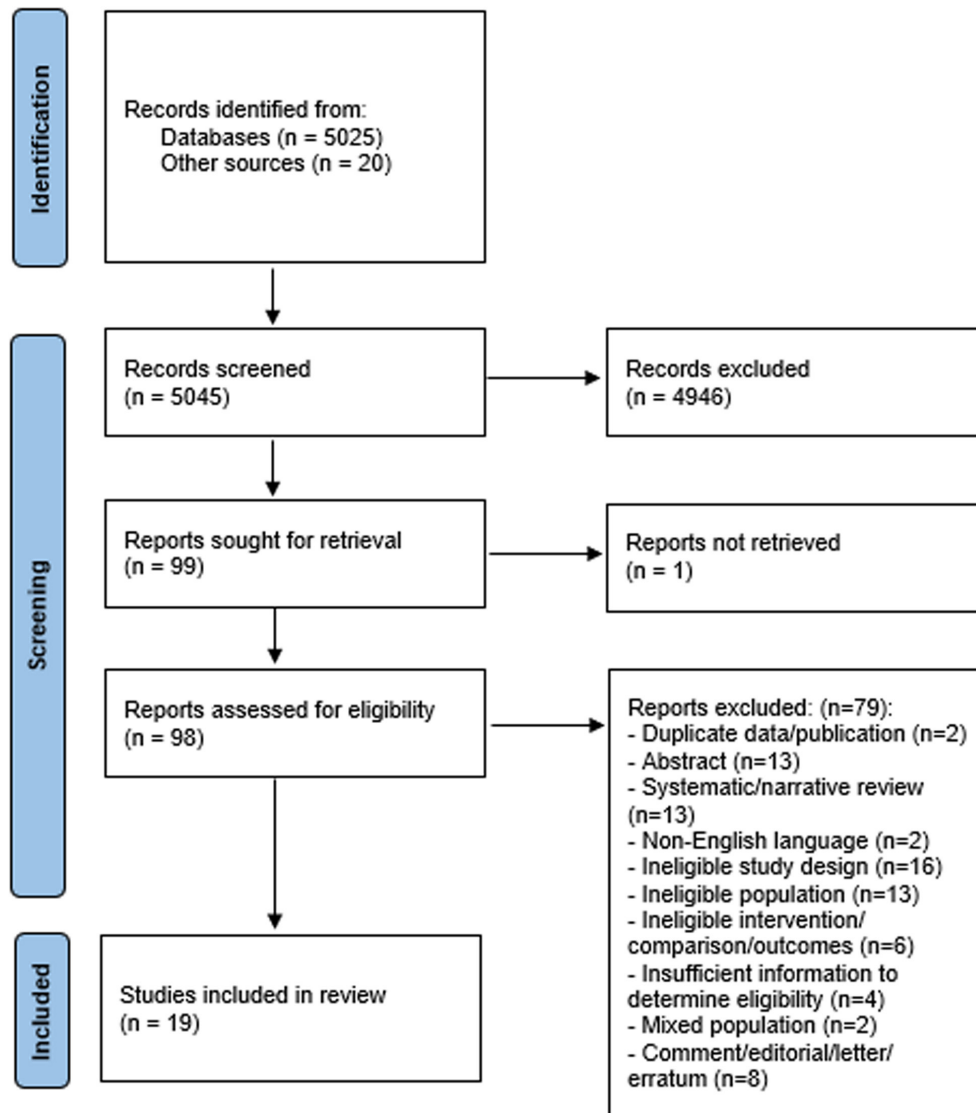 Identification
Records identified from:
Databases (n = 5025)
Other sources (n = 20)
Screening
Records screened
(n = 5045)
Records excluded
(n = 4946)
Reports sought for retrieval
(n = 99)
Reports not retrieved
(n = 1)
Reports assessed for eligibility
(n = 98)
Reports excluded: (n=79):
- Duplicate data/publication (n=2)
- Abstract (n=13)
- Systematic/narrative review
(n=13)
- Non-English language (n=2)
- Ineligible study design (n=16)
- Ineligible population (n=13)
- Ineligible intervention/
comparison/outcomes (n=6)
- Insufficient information to
determine eligibility (n=4)
- Mixed population (n=2)
- Comment/editorial/letter/
erratum (n=8)
Included
Studies included in review
(n = 19)